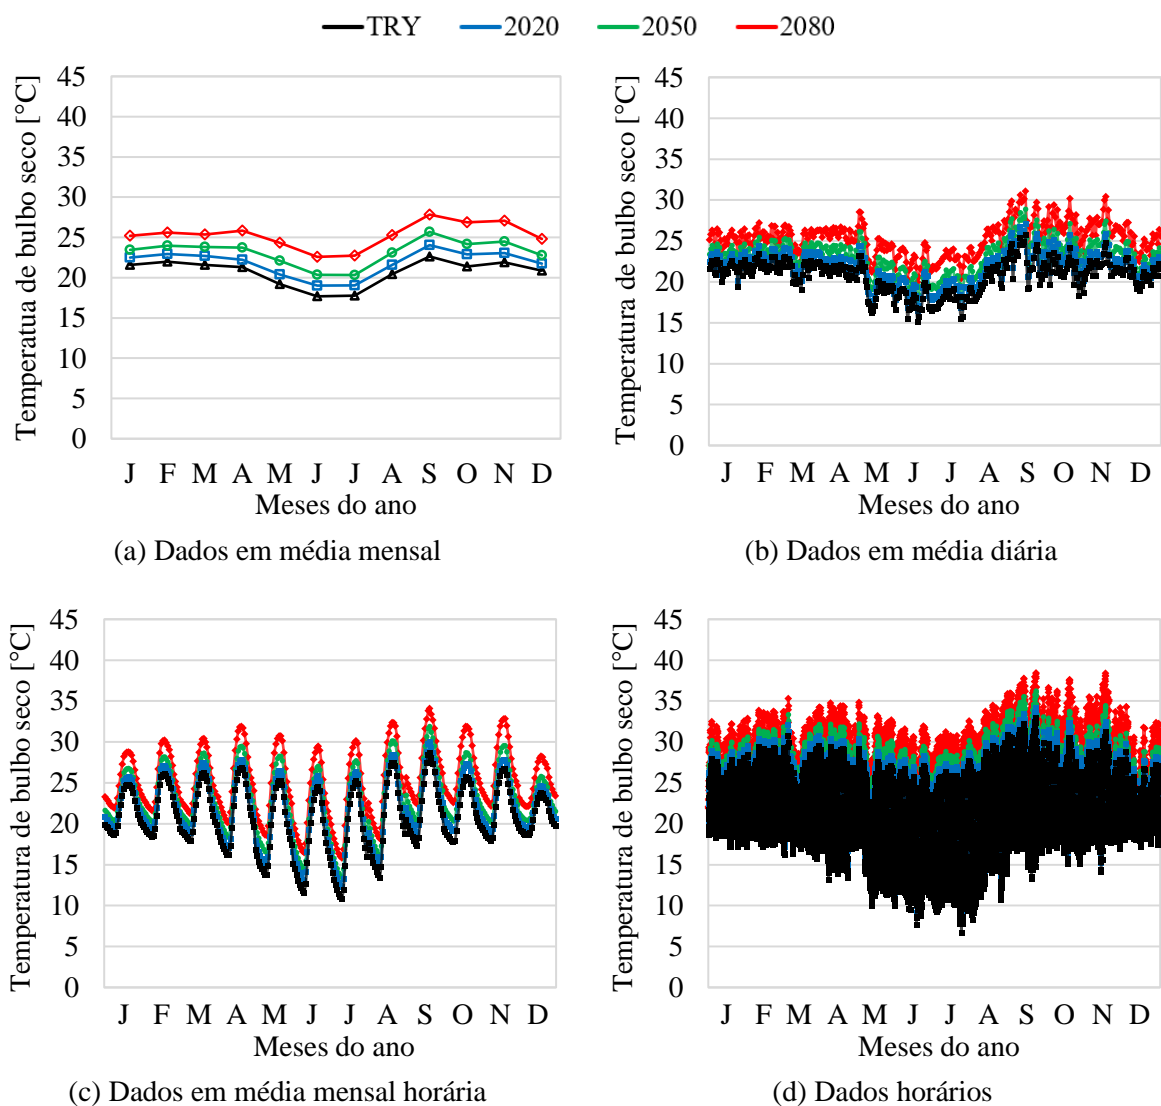 TRY 2020 2050 2080
Temperatua de bulbo seco [°C]
45
40
35
30
25
20
15
10
5
0
J F M A M J J A S O N D
Meses do ano
(a) Dados em média mensal
Temperatura de bulbo seco [°C]
45
40
35
30
25
20
15
10
5
0
J F M A M J J A S O N D
Meses do ano
(b) Dados em média diária
Temperatura de bulbo seco [°C]
45
40
35
30
25
20
15
10
5
0
J F M A M J J A S O N D
Meses do ano
(c) Dados em média mensal horária
Temperatura de bulbo seco [°C]
45
40
35
30
25
20
15
10
5
0
J F M A M J J A S O N D
Meses do ano
(d) Dados horários